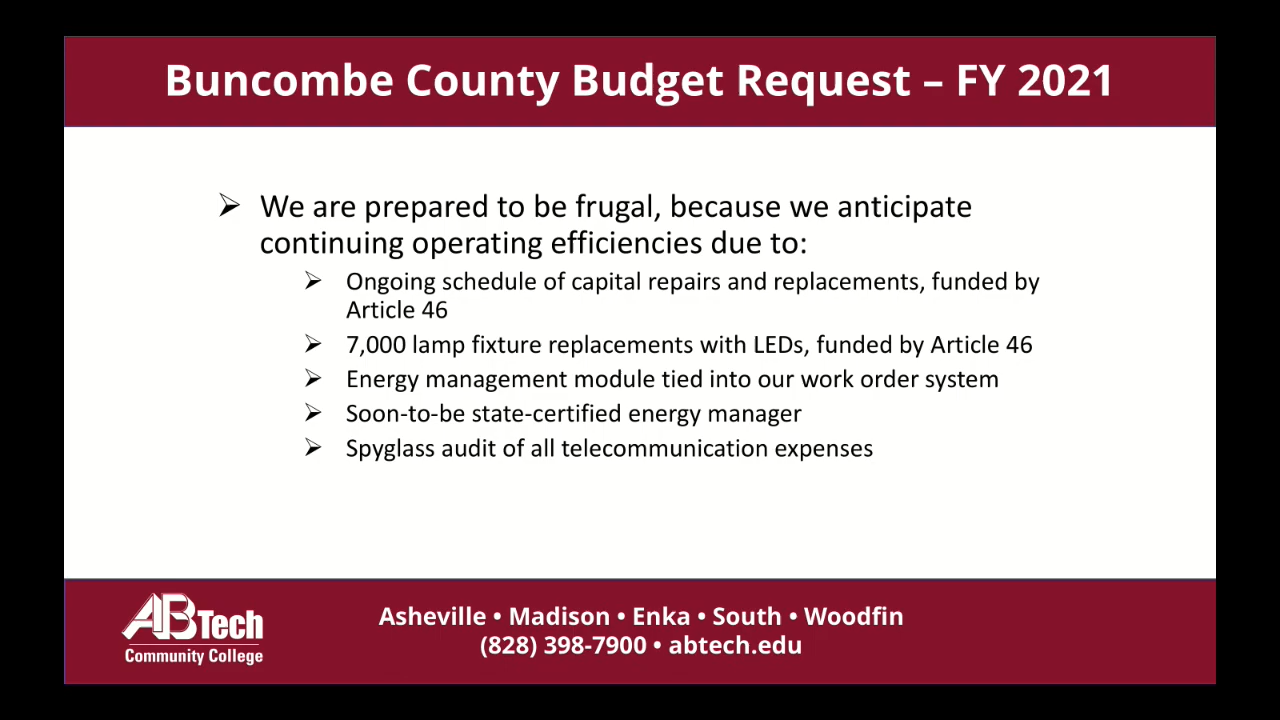 Buncombe County Budget Request – FY 2021
➢ We are prepared to be frugal, because we anticipate
continuing operating efficiencies due to:
➢ Ongoing schedule of capital repairs and replacements, funded by
Article 46
➢ 7,000 lamp fixture replacements with LEDs, funded by Article 46
➢ Energy management module tied into our work order system
➢ Soon-to-be state-certified energy manager
➢ Spyglass audit of all telecommunication expenses
AB Tech
Community College
Asheville • Madison • Enka • South • Woodfin
(828) 398-7900 • abtech.edu